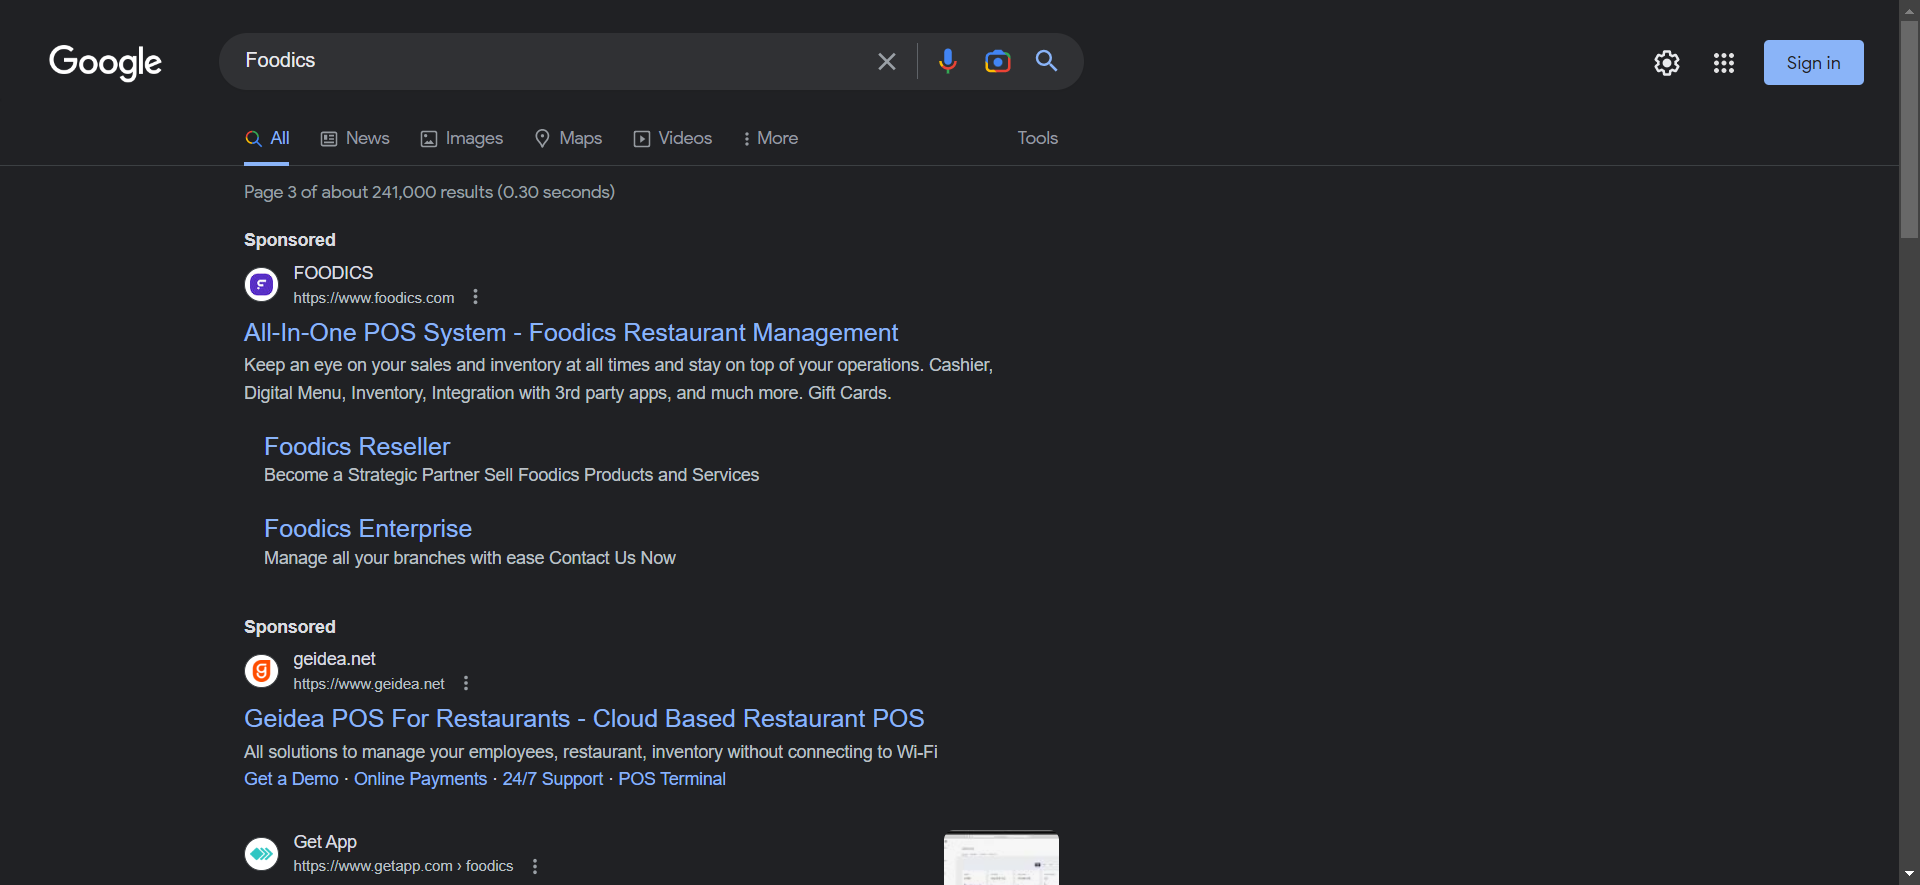 Google
Foodics
Sign in
All
News
Images
Maps
Videos
More
Tools
Page 3 of about 241,000 results (0.30 seconds)
Sponsored
FOODICS
https://www.foodics.com
All-In-One POS System - Foodics Restaurant Management
Keep an eye on your sales and inventory at all times and stay on top of your operations. Cashier,
Digital Menu, Inventory, Integration with 3rd party apps, and much more. Gift Cards.
Foodics Reseller
Become a Strategic Partner Sell Foodics Products and Services
Foodics Enterprise
Manage all your branches with ease Contact Us Now
Sponsored
geidea.net
https://www.geidea.net
Geidea POS For Restaurants - Cloud Based Restaurant POS
All solutions to manage your employees, restaurant, inventory without connecting to Wi-Fi
Get a Demo · Online Payments · 24/7 Support · POS Terminal
Get App
https://www.getapp.com › foodics